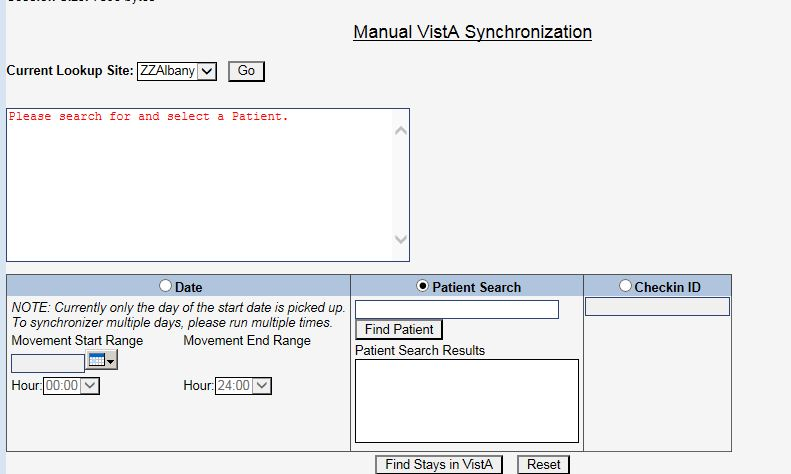 Manual VistA Synchronization
Current Lookup Site: ZZAlbany Go
Please search for and select a Patient.
Date Patient Search Checkin ID
NOTE: Currently only the day of the start date is picked up.
To synchronizer multiple days, please run multiple times.
Movement Start Range Movement End Range
Find Patient
Patient Search Results
Hour: 00:00 Hour: 24:00
Find Stays in VistA Reset